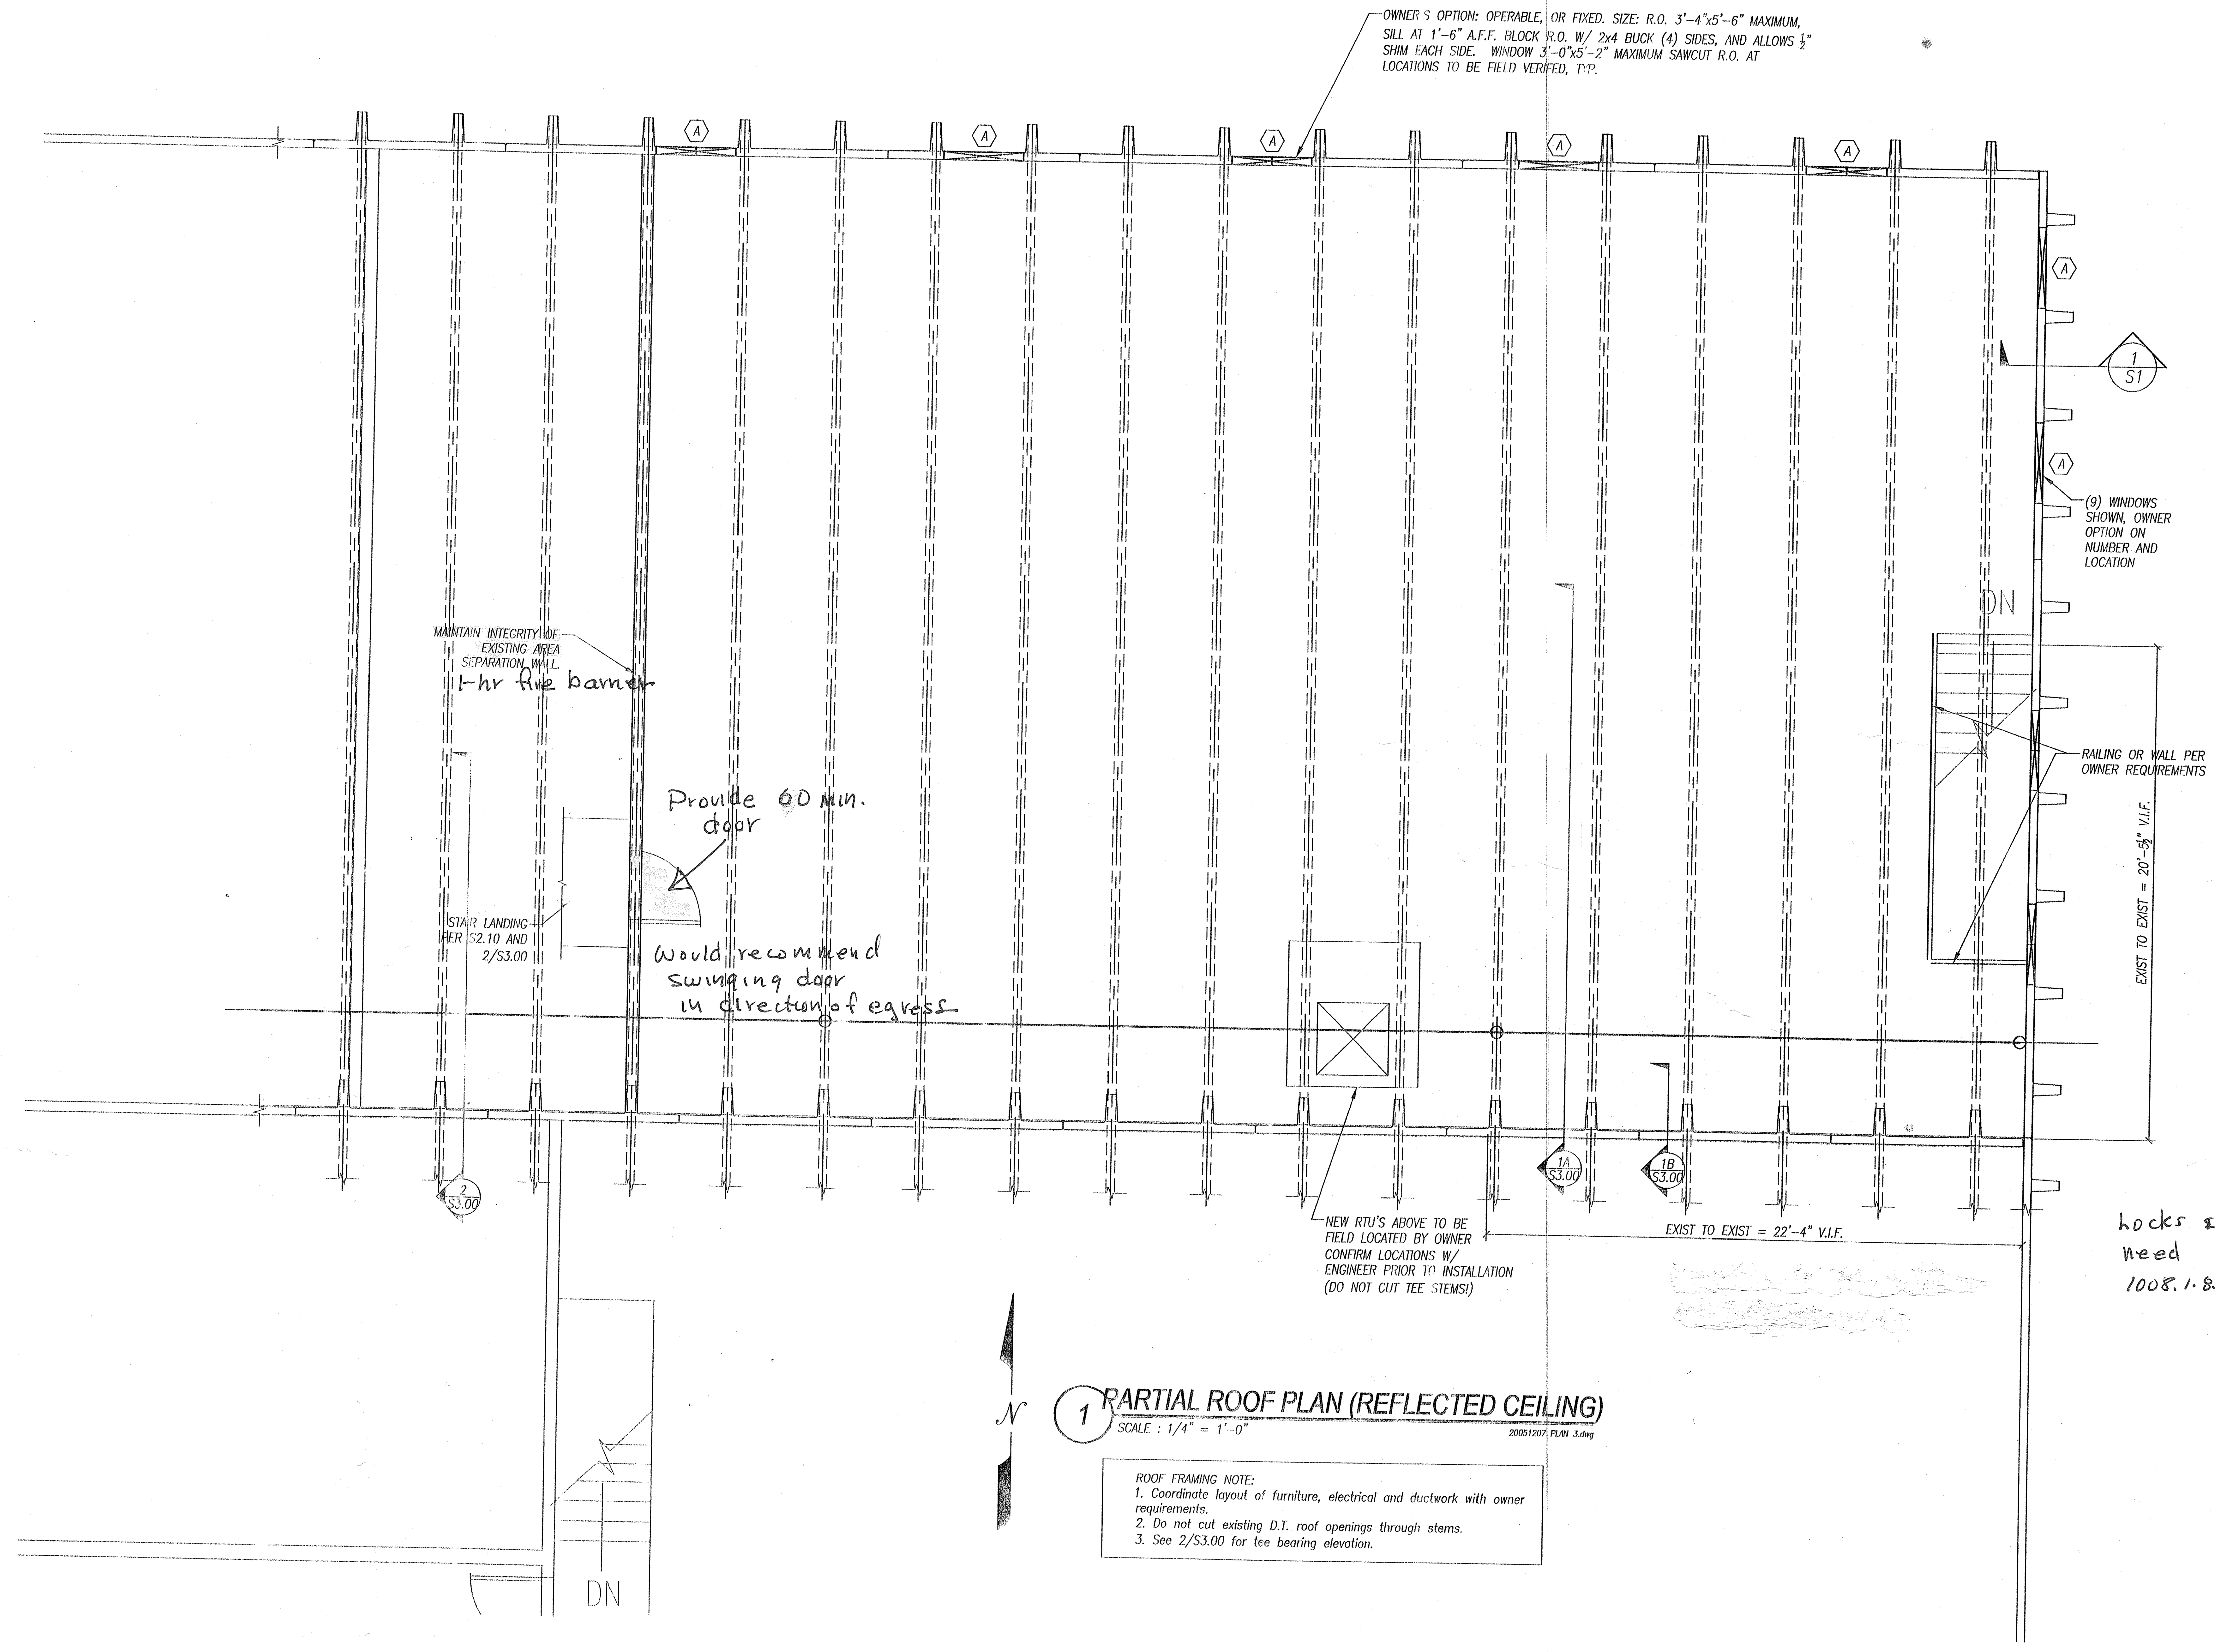 OWNER S OPTION: OPERABLE, OR FIXED. SIZE: R.O. 3'-4"x5'-6" MAXIMUM,
SILL AT 1'-6" A.F.F. BLOCK R.O. W/ 2x4 BUCK (4) SIDES, AND ALLOWS ½"
SHIM EACH SIDE. WINDOW 3'-0"x5'-2" MAXIMUM SAWCUT R.O. AT
LOCATIONS TO BE FIELD VERIFED, TYP.
A
A
A
A
A
A
1
S1
A
(9) WINDOWS
SHOWN, OWNER
OPTION ON
NUMBER AND
LOCATION
DN
MAINTAIN INTEGRITY OF
EXISTING AREA
SEPARATION WALL.
1-hr fire barrier
RAILING OR WALL PER
OWNER REQUIREMENTS
Provide 60 min.
door
EXIST TO EXIST = 20'-5½" V.I.F.
STAIR LANDING
PER S2.10 AND
2/S3.00
Would recommend
swinging door
in direction of egress
2
S3.00
1A
S3.00
1B
S3.00
NEW RTU'S ABOVE TO BE
FIELD LOCATED BY OWNER
CONFIRM LOCATIONS W/
ENGINEER PRIOR TO INSTALLATION
(DO NOT CUT TEE STEMS!)
EXIST TO EXIST = 22'-4" V.I.F.
Locks
need
1008.1.8.
N
1
PARTIAL ROOF PLAN (REFLECTED CEILING)
SCALE : 1/4" = 1'-0"
20051207 PLAN 3.dwg
ROOF FRAMING NOTE:
1. Coordinate layout of furniture, electrical and ductwork with owner
requirements.
2. Do not cut existing D.T. roof openings through stems.
3. See 2/S3.00 for tee bearing elevation.
DN